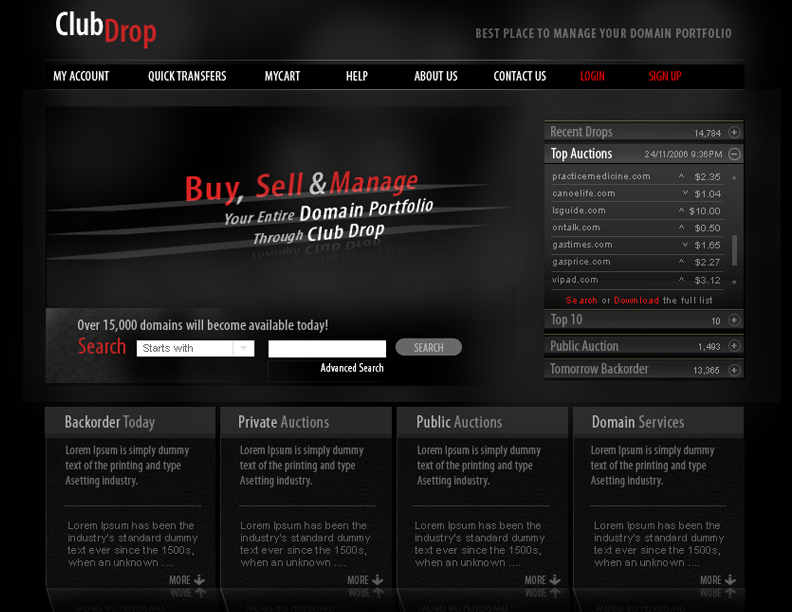 ClubDrop
BEST PLACE TO MANAGE YOUR DOMAIN PORTFOLIO
MY ACCOUNT QUICK TRANSFERS MYCART HELP ABOUT US CONTACT US LOGIN SIGN UP
Buy, Sell & Manage
Your Entire Domain Portfolio
Through Club Drop
Over 15,000 domains will become available today!
Search Starts with SEARCH
Advanced Search
Recent Drops 14,784
Top Auctions 24/11/2006 9:36PM
practicemedicine.com ^ $2.35
canoelife.com v $1.04
lsguide.com ^ $10.00
ontalk.com ^ $0.50
gastimes.com v $1.65
gasprice.com ^ $2.27
vipad.com ^ $3.12
Search or Download the full list
Top 10 10
Public Auction 1,493
Tomorrow Backorder 13,365
Backorder Today
Lorem Ipsum is simply dummy
text of the printing and type
Asetting industry.
Lorem Ipsum has been the
industry's standard dummy
text ever since the 1500s,
when an unknown ....
MORE
Private Auctions
Lorem Ipsum is simply dummy
text of the printing and type
Asetting industry.
Lorem Ipsum has been the
industry's standard dummy
text ever since the 1500s,
when an unknown ....
MORE
Public Auctions
Lorem Ipsum is simply dummy
text of the printing and type
Asetting industry.
Lorem Ipsum has been the
industry's standard dummy
text ever since the 1500s,
when an unknown ....
MORE
Domain Services
Lorem Ipsum is simply dummy
text of the printing and type
Asetting industry.
Lorem Ipsum has been the
industry's standard dummy
text ever since the 1500s,
when an unknown ....
MORE